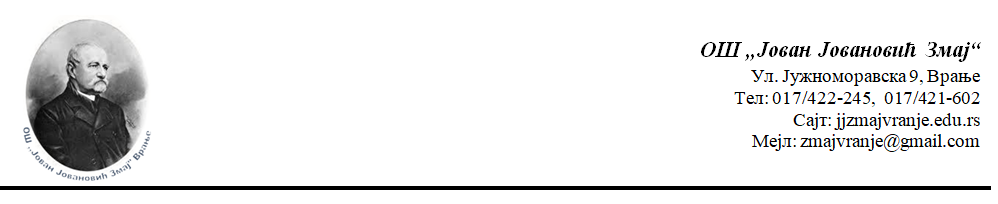 ОШ „Јован Јовановић Змај“
Ул. Јужноморавска 9, Врање
Тел: 017/422-245, 017/421-602
Сајт: jjzmajvranje.edu.rs
Мејл: zmajvranje@gmail.com
ОШ „Јован Јовановић Змај“ Врање